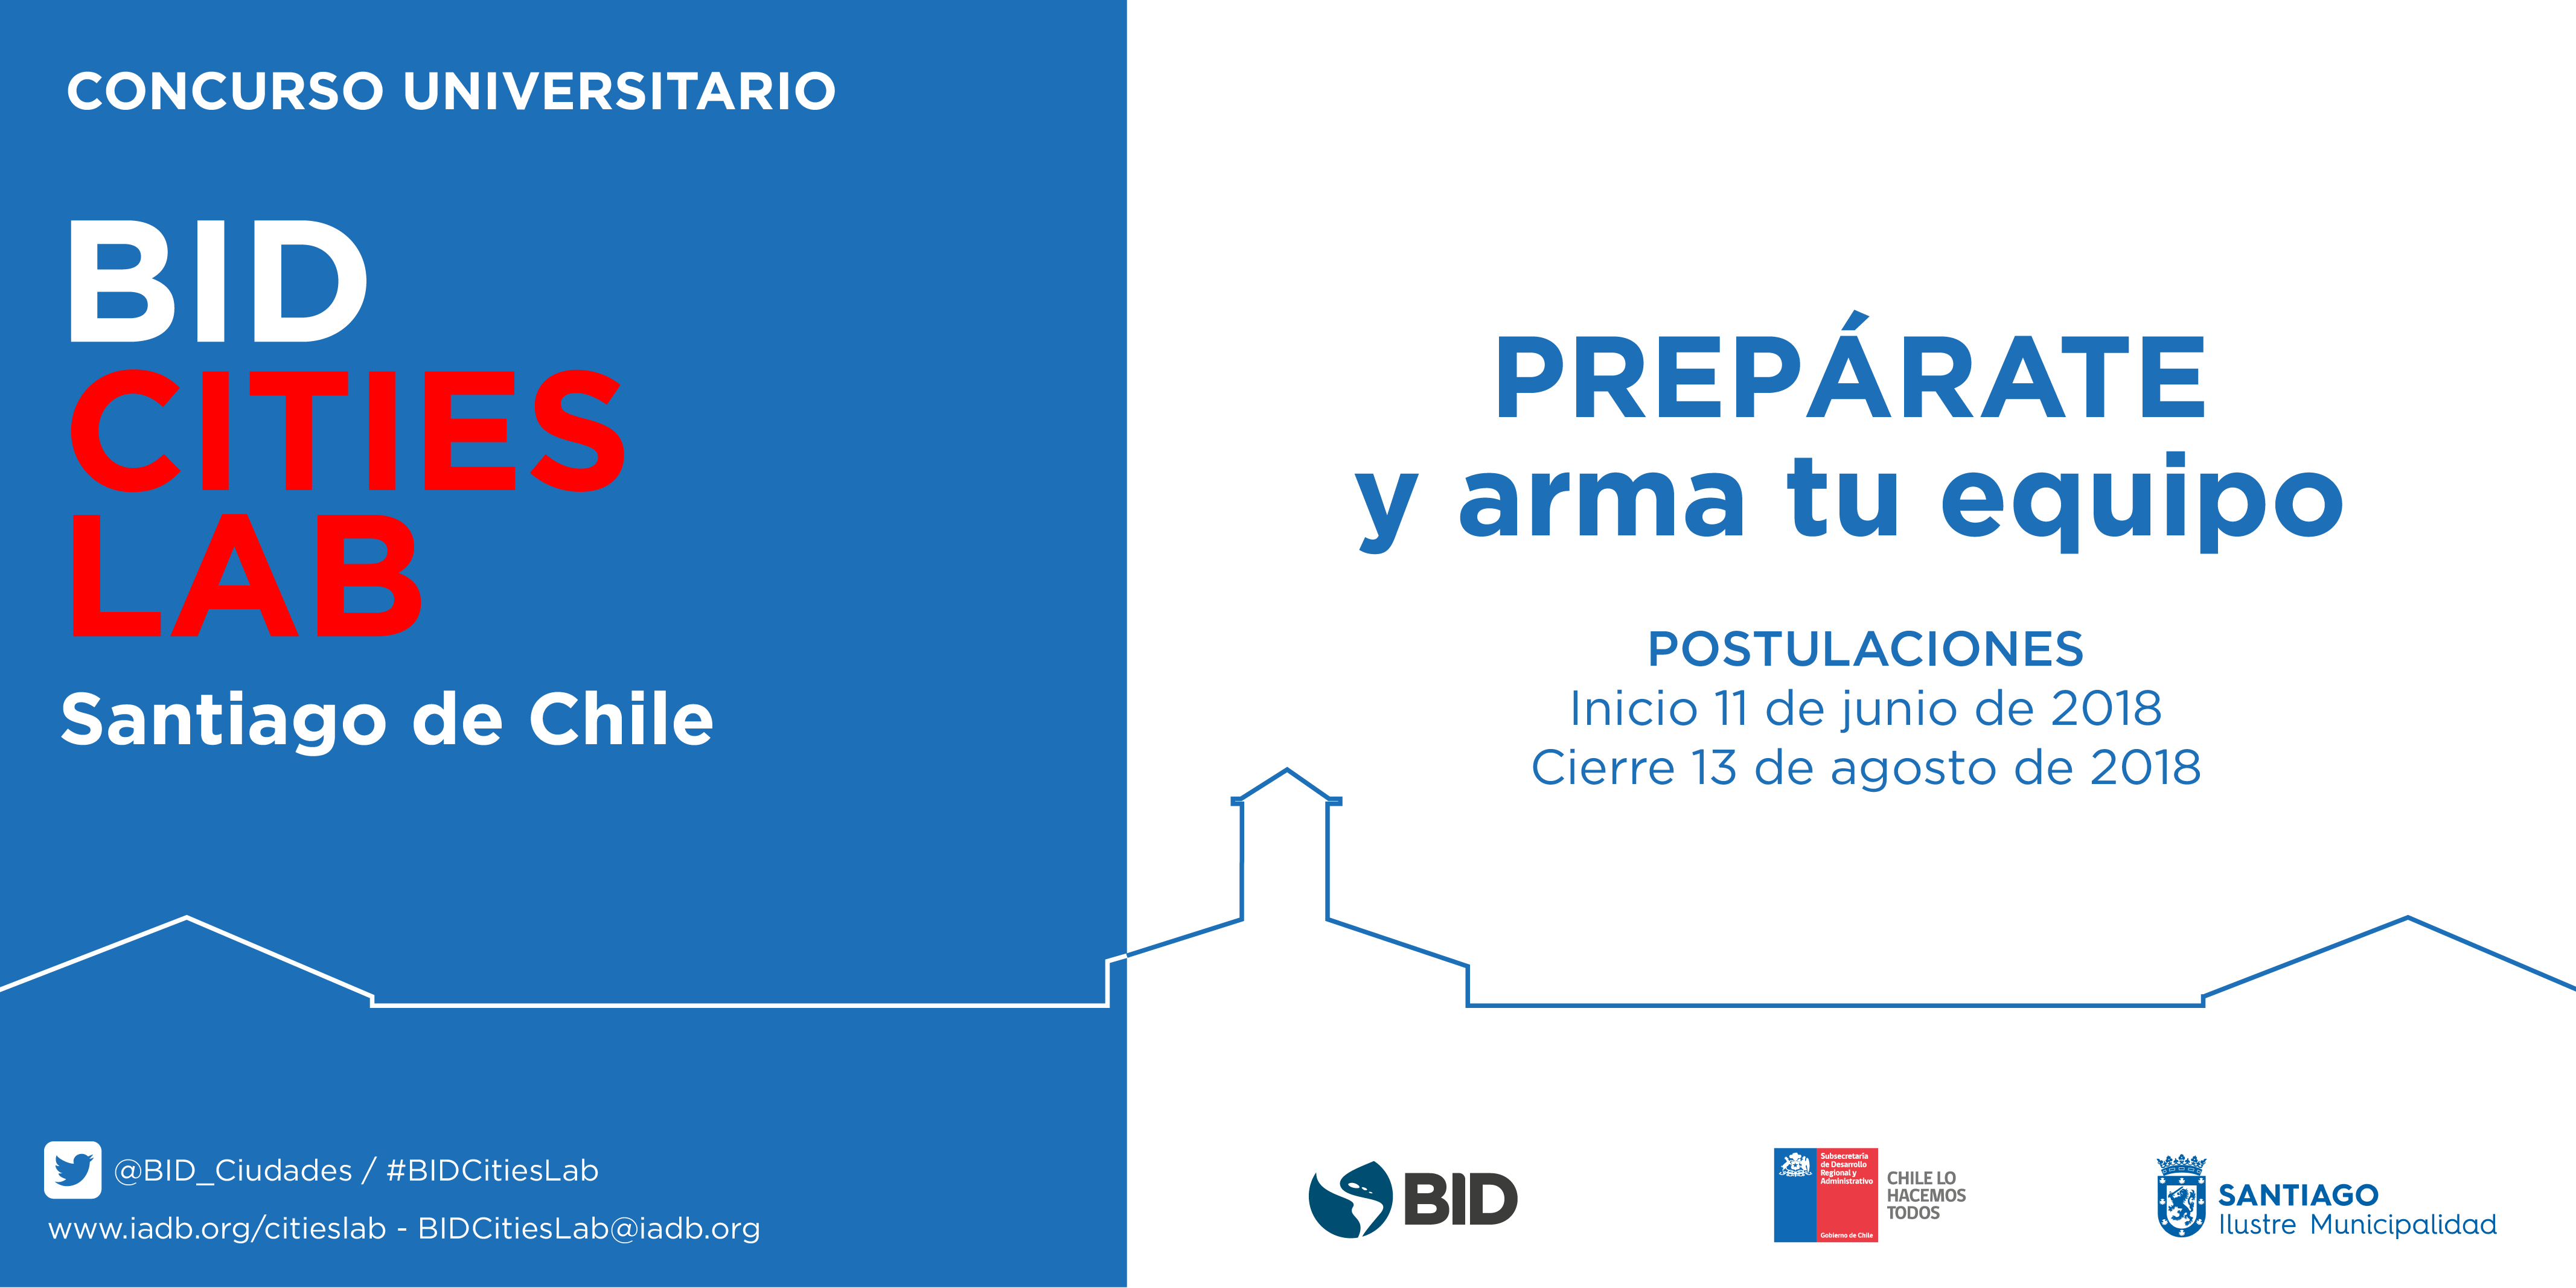 CONCURSO UNIVERSITARIO
BID
CITIES
LAB
Santiago de Chile
@BID_Ciudades / #BIDCitiesLab
www.iadb.org/citieslab - BIDCitiesLab@iadb.org
PREPÁRATE
y arma tu equipo
POSTULACIONES
Inicio 11 de junio de 2018
Cierre 13 de agosto de 2018
BID
Subsecretaría
de Desarrollo
Regional y
Administrativo
Gobierno de Chile
CHILE LO
HACEMOS
TODOS
SANTIAGO
Ilustre Municipalidad